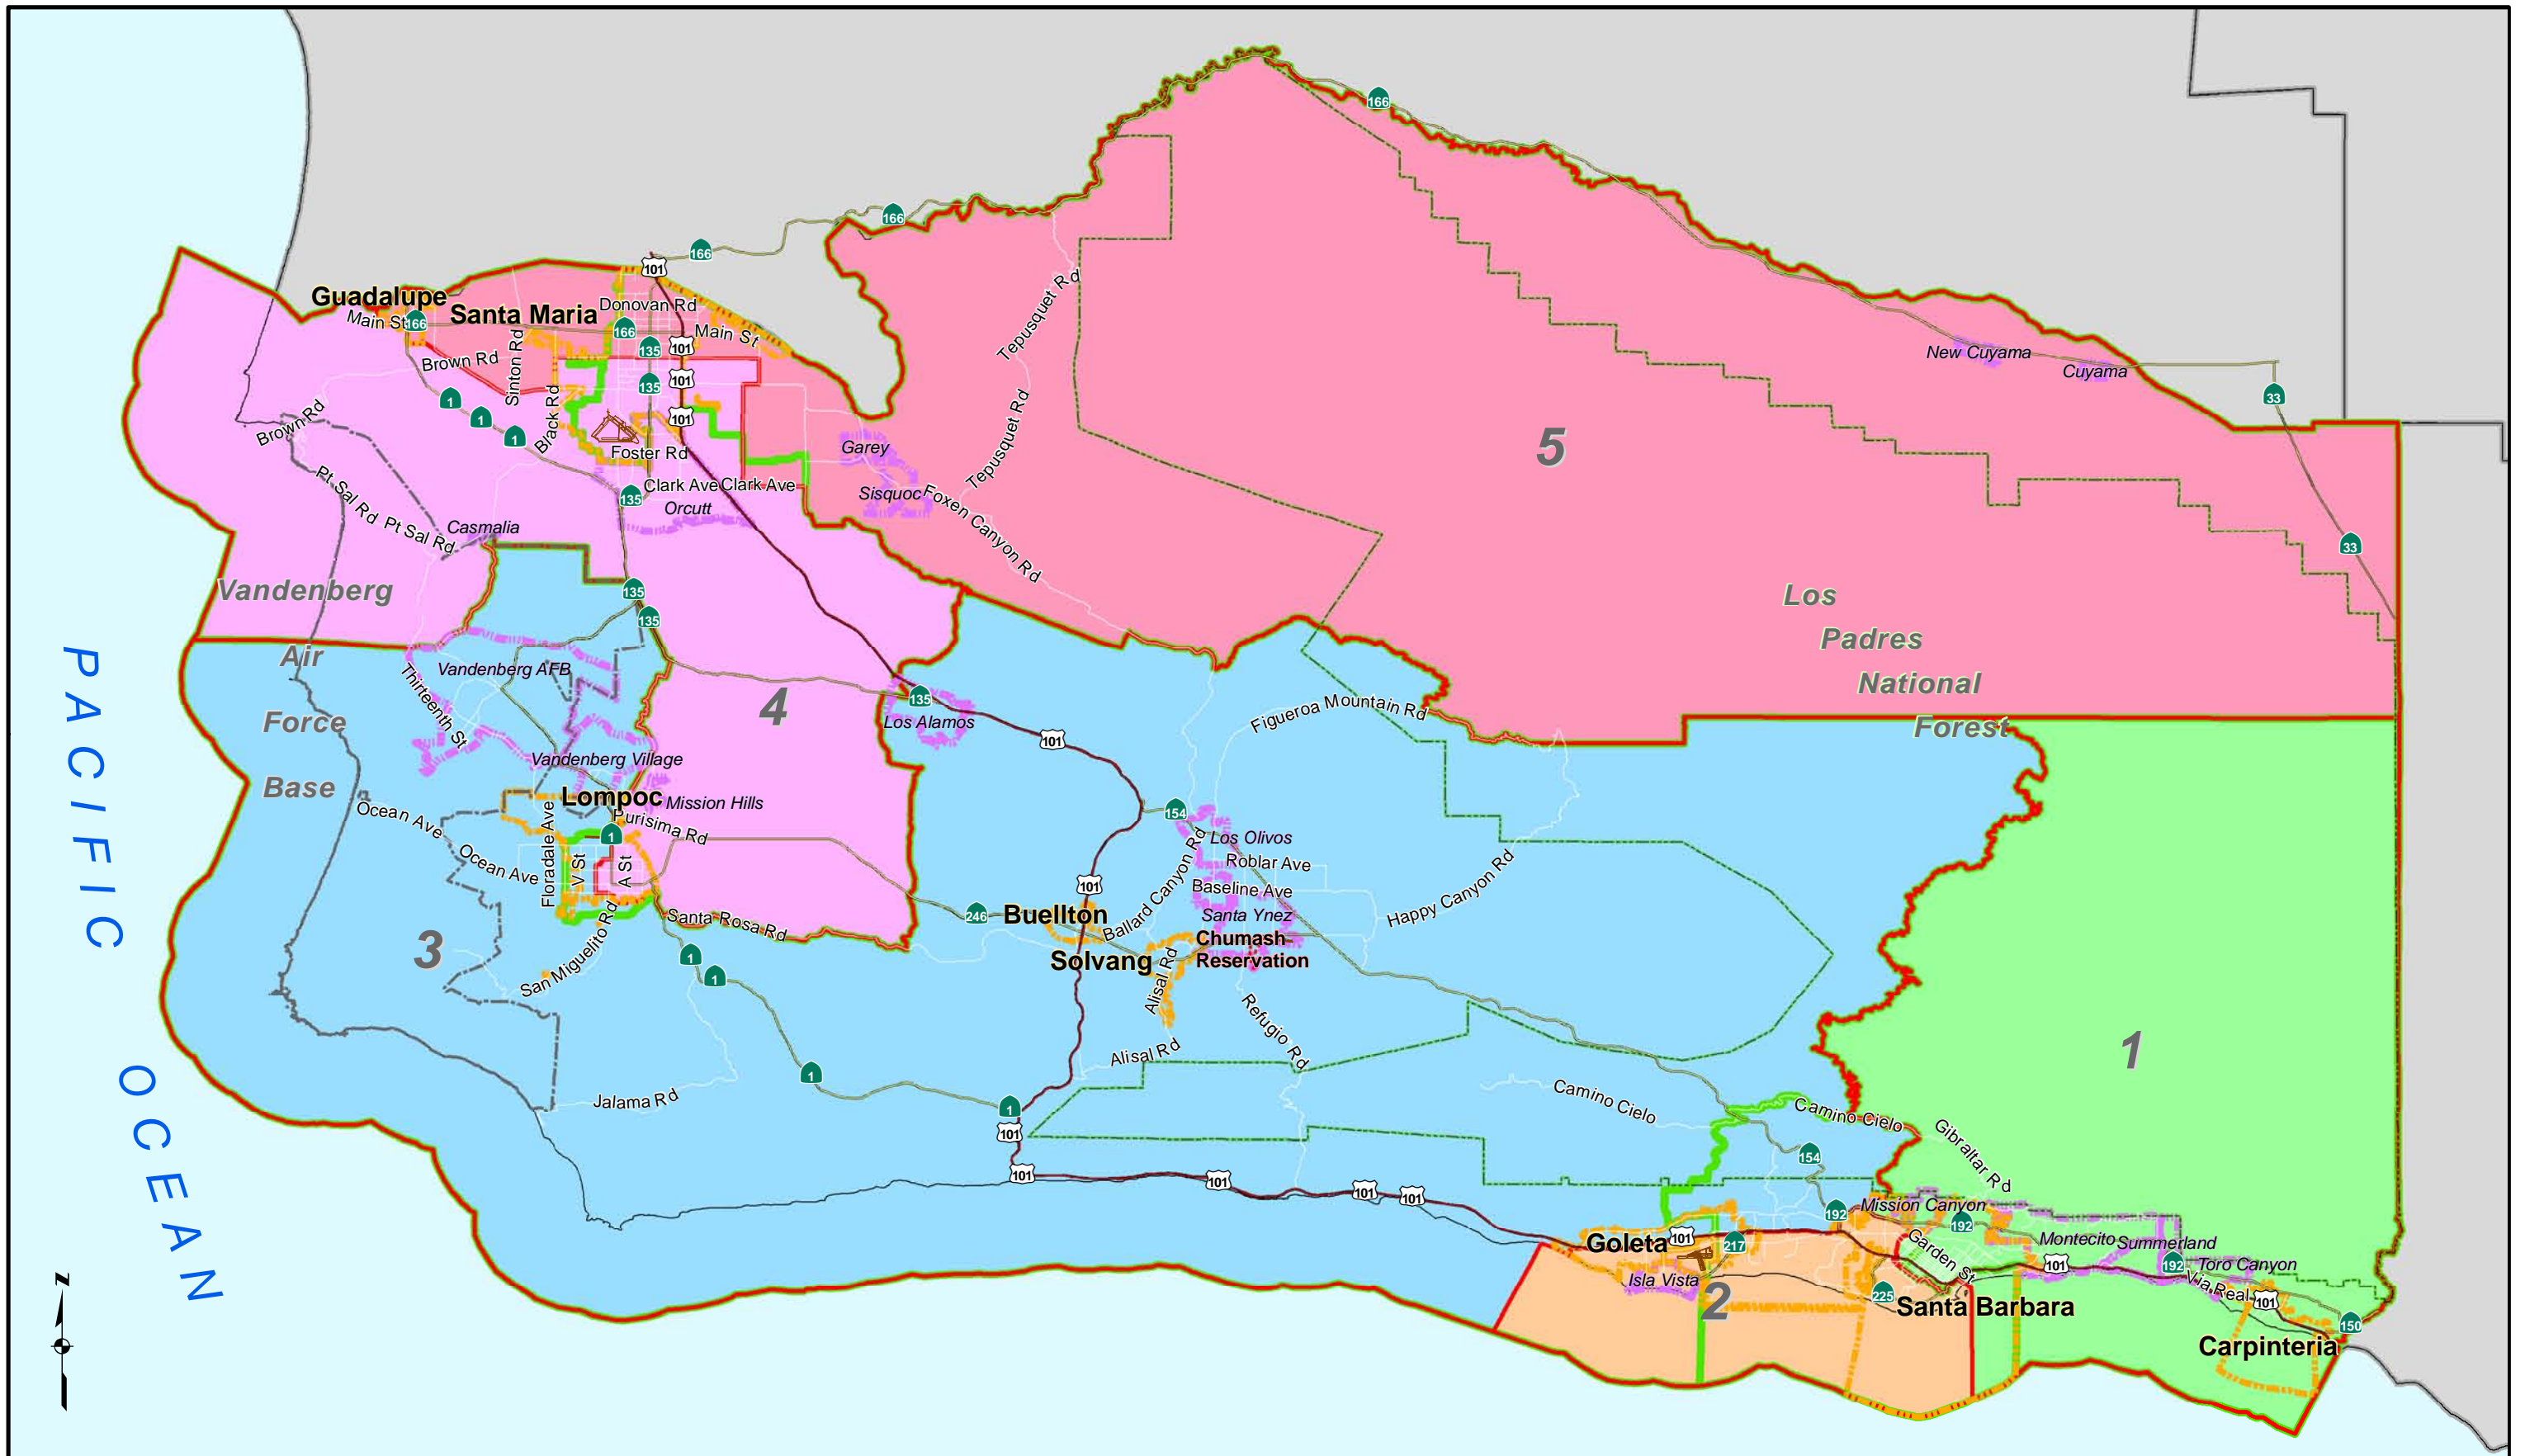 166
166
166
101
Guadalupe
Santa Maria
Donovan Rd
Main St
166
166
Main St
135
101
Brown Rd
Sinton Rd
135
101
New Cuyama
Cuyama
Tepusquet Rd
Tepusquet Rd
1
1
1
Black Rd
101
33
Brown Rd
Foster Rd
Garey
5
Pt Sal Rd
Pt Sal Rd
Clark Ave
Clark Ave
135
Orcutt
Sisquoc
Foxen Canyon Rd
Casmalia
33
Vandenberg
Air
Force
Base
135
135
Los
Padres
National
Forest
PACIFIC
OCEAN
Vandenberg AFB
Thirteenth St
4
135
Los Alamos
101
Figueroa Mountain Rd
Vandenberg Village
Lompoc
Mission Hills
Purisima Rd
1
Ocean Ave
Ocean Ave
Floradale Ave
V St
A St
154
Los Olivos
Roblar Ave
Baseline Ave
Santa Ynez
Ballard Canyon Rd
Happy Canyon Rd
101
246
Buellton
Solvang
Chumash
Reservation
Santa Rosa Rd
3
San Miguelito Rd
1
1
Alisal Rd
Refugio Rd
Alisal Rd
1
1
Jalama Rd
1
101
101
101
101
101
Camino Cielo
Camino Cielo
Gibraltar Rd
154
192
Mission Canyon
192
Goleta
101
217
Garden St
Montecito
Summerland
101
192
Toro Canyon
Via Real
101
Isla Vista
2
225
Santa Barbara
150
Carpinteria
N